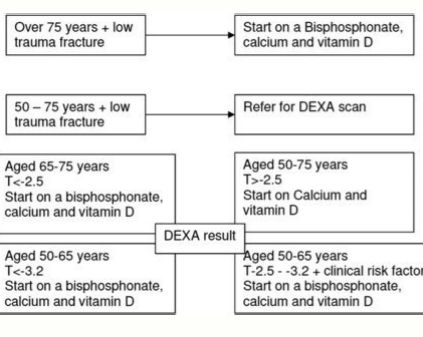 Over 75 years + low
trauma fracture
Start on a Bisphosphonate,
calcium and vitamin D
50 – 75 years + low
trauma fracture
Refer for DEXA scan
Aged 65-75 years
T<-2.5
Start on a bisphosphonate,
calcium and vitamin D
Aged 50-75 years
T>-2.5
Start on Calcium and
vitamin D
DEXA result
Aged 50-65 years
T<-3.2
Start on a bisphosphonate,
calcium and vitamin D
Aged 50-65 years
T-2.5 - -3.2 + clinical risk factor
Start on a bisphosphonate,
calcium and vitamin D